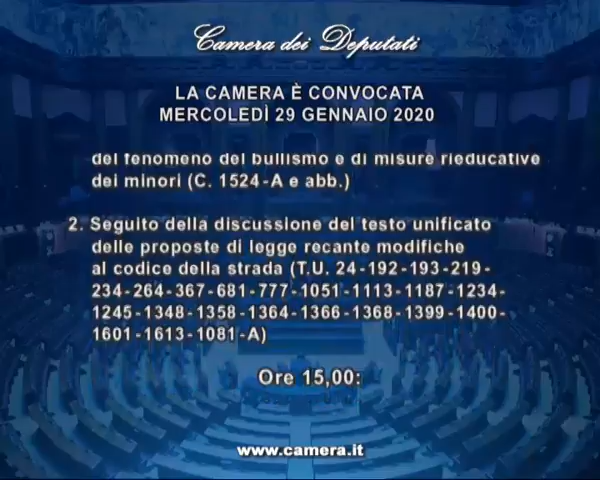 Camera dei Deputati
LA CAMERA È CONVOCATA
MERCOLEDÌ 29 GENNAIO 2020
del fenomeno del bullismo e di misure rieducative
dei minori (C. 1524-A e abb.)
2. Seguito della discussione del testo unificato
delle proposte di legge recante modifiche
al codice della strada (T.U. 24-192-193-219-
234-264-367-681-777-1051-1113-1187-1234-
1245-1348-1358-1364-1366-1368-1399-1400-
1601-1613-1081-A)
Ore 15,00:
www.camera.it